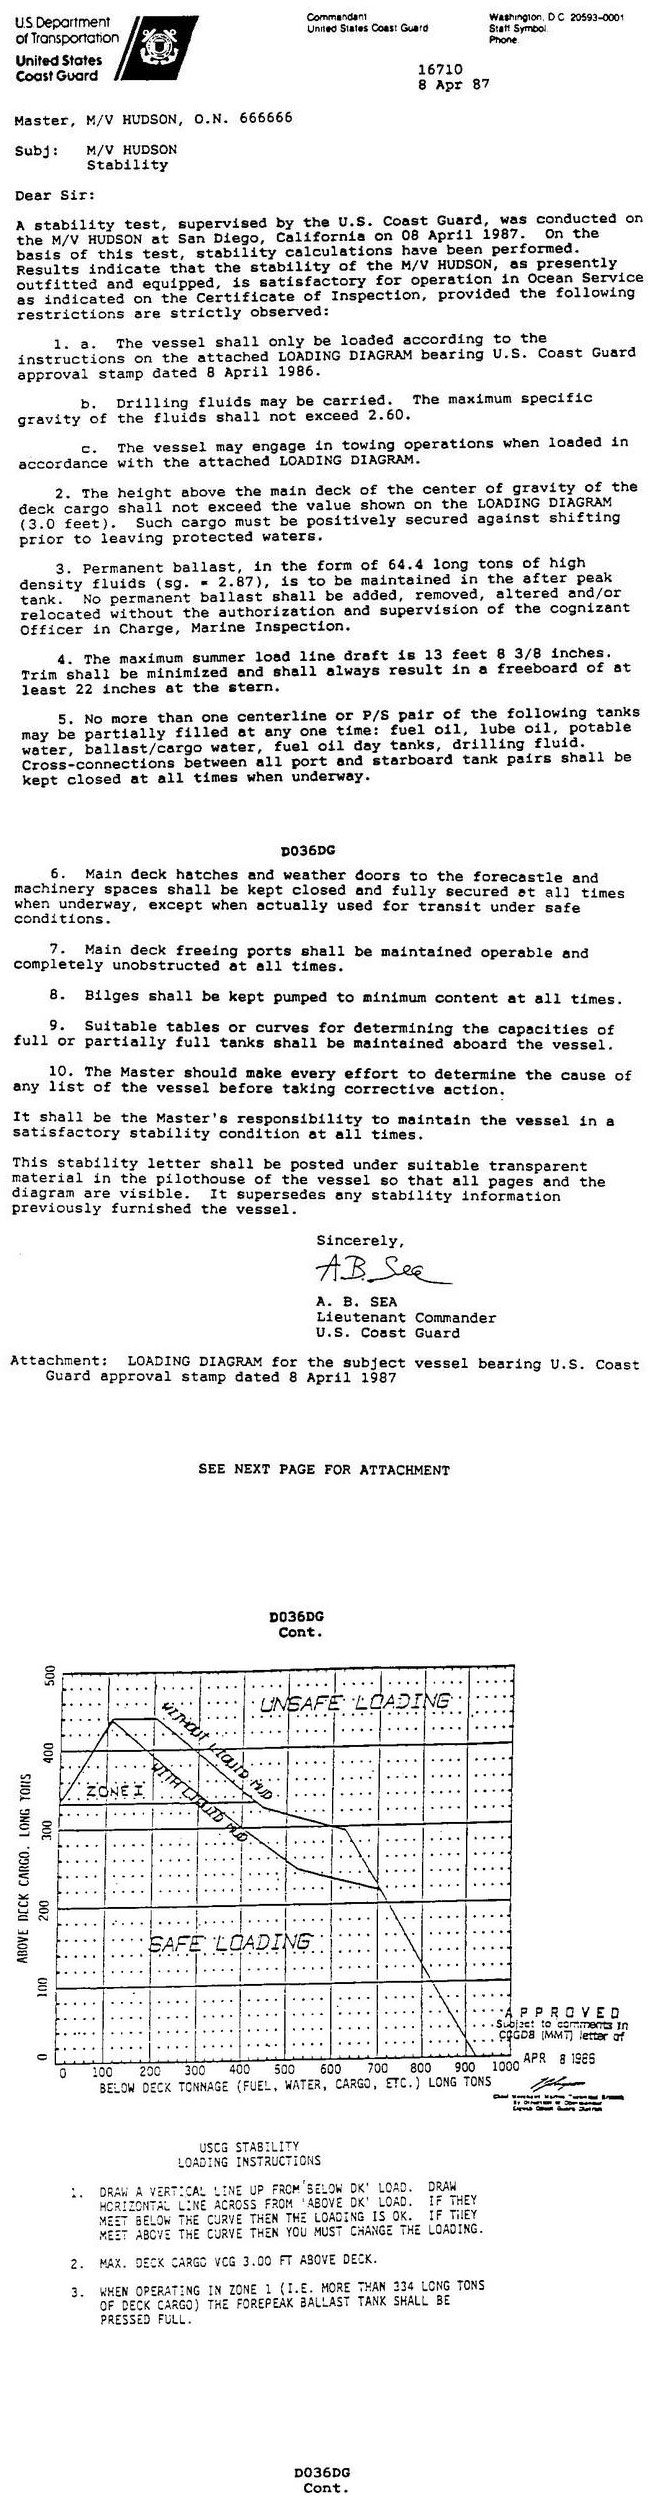 U.S. Department
of Transportation
United States
Coast Guard
Commandant
United States Coast Guard
Washington, D C 20593-0001
Staff Symbol
Phone
16710
8 Apr 87
Master, M/V HUDSON, O.N. 666666
Subj: M/V HUDSON
Stability
Dear Sir:
A stability test, supervised by the U.S. Coast Guard, was conducted on
the M/V HUDSON at San Diego, California on 08 April 1987. On the
basis of this test, stability calculations have been performed.
Results indicate that the stability of the M/V HUDSON, as presently
outfitted and equipped, is satisfactory for operation in Ocean Service
as indicated on the Certificate of Inspection, provided the following
restrictions are strictly observed:
1. a. The vessel shall only be loaded according to the
instructions on the attached LOADING DIAGRAM bearing U.S. Coast Guard
approval stamp dated 8 April 1986.
b. Drilling fluids may be carried. The maximum specific
gravity of the fluids shall not exceed 2.60.
c. The vessel may engage in towing operations when loaded in
accordance with the attached LOADING DIAGRAM.
2. The height above the main deck of the center of gravity of the
deck cargo shall not exceed the value shown on the LOADING DIAGRAM
(3.0 feet). Such cargo must be positively secured against shifting
prior to leaving protected waters.
3. Permanent ballast, in the form of 64.4 long tons of high
density fluids (sg. = 2.87), is to be maintained in the after peak
tank. No permanent ballast shall be added, removed, altered and/or
relocated without the authorization and supervision of the cognizant
Officer in Charge, Marine Inspection.
4. The maximum summer load line draft is 13 feet 8 3/8 inches.
Trim shall be minimized and shall always result in a freeboard of at
least 22 inches at the stern.
5. No more than one centerline or P/S pair of the following tanks
may be partially filled at any one time: fuel oil, lube oil, potable
water, ballast/cargo water, fuel oil day tanks, drilling fluid.
Cross-connections between all port and starboard tank pairs shall be
kept closed at all times when underway.
D036DG
6. Main deck hatches and weather doors to the forecastle and
machinery spaces shall be kept closed and fully secured at all times
when underway, except when actually used for transit under safe
conditions.
7. Main deck freeing ports shall be maintained operable and
completely unobstructed at all times.
8. Bilges shall be kept pumped to minimum content at all times.
9. Suitable tables or curves for determining the capacities of
full or partially full tanks shall be maintained aboard the vessel.
10. The Master should make every effort to determine the cause of
any list of the vessel before taking corrective action.
It shall be the Master's responsibility to maintain the vessel in a
satisfactory stability condition at all times.
This stability letter shall be posted under suitable transparent
material in the pilothouse of the vessel so that all pages and the
diagram are visible. It supersedes any stability information
previously furnished the vessel.
Sincerely,
A.B. Sea
A. B. SEA
Lieutenant Commander
U.S. Coast Guard
Attachment: LOADING DIAGRAM for the subject vessel bearing U.S. Coast
Guard approval stamp dated 8 April 1987
SEE NEXT PAGE FOR ATTACHMENT
D036DG
Cont.
ABOVE DECK CARGO. LONG TONS
500
400
300
200
100
0
UNSAFE LOADING
WITHOUT LIQUID MUD
WITH LIQUID MUD
ZONE I
SAFE LOADING
0 100 200 300 400 500 600 700 800 900 1000
BELOW DECK TONNAGE (FUEL, WATER, CARGO, ETC.) LONG TONS
APPROVED
Subject to comments in
CGGD8 (MMT) letter of
APR 8 1986
USCG STABILITY
LOADING INSTRUCTIONS
1. DRAW A VERTICAL LINE UP FROM 'BELOW DK' LOAD. DRAW
HORIZONTAL LINE ACROSS FROM 'ABOVE DK' LOAD. IF THEY
MEET BELOW THE CURVE THEN THE LOADING IS OK. IF THEY
MEET ABOVE THE CURVE THEN YOU MUST CHANGE THE LOADING.
2. MAX. DECK CARGO VCG 3.00 FT ABOVE DECK.
3. WHEN OPERATING IN ZONE 1 (I.E. MORE THAN 334 LONG TONS
OF DECK CARGO) THE FOREPEAK BALLAST TANK SHALL BE
PRESSED FULL.
D036DG
Cont.